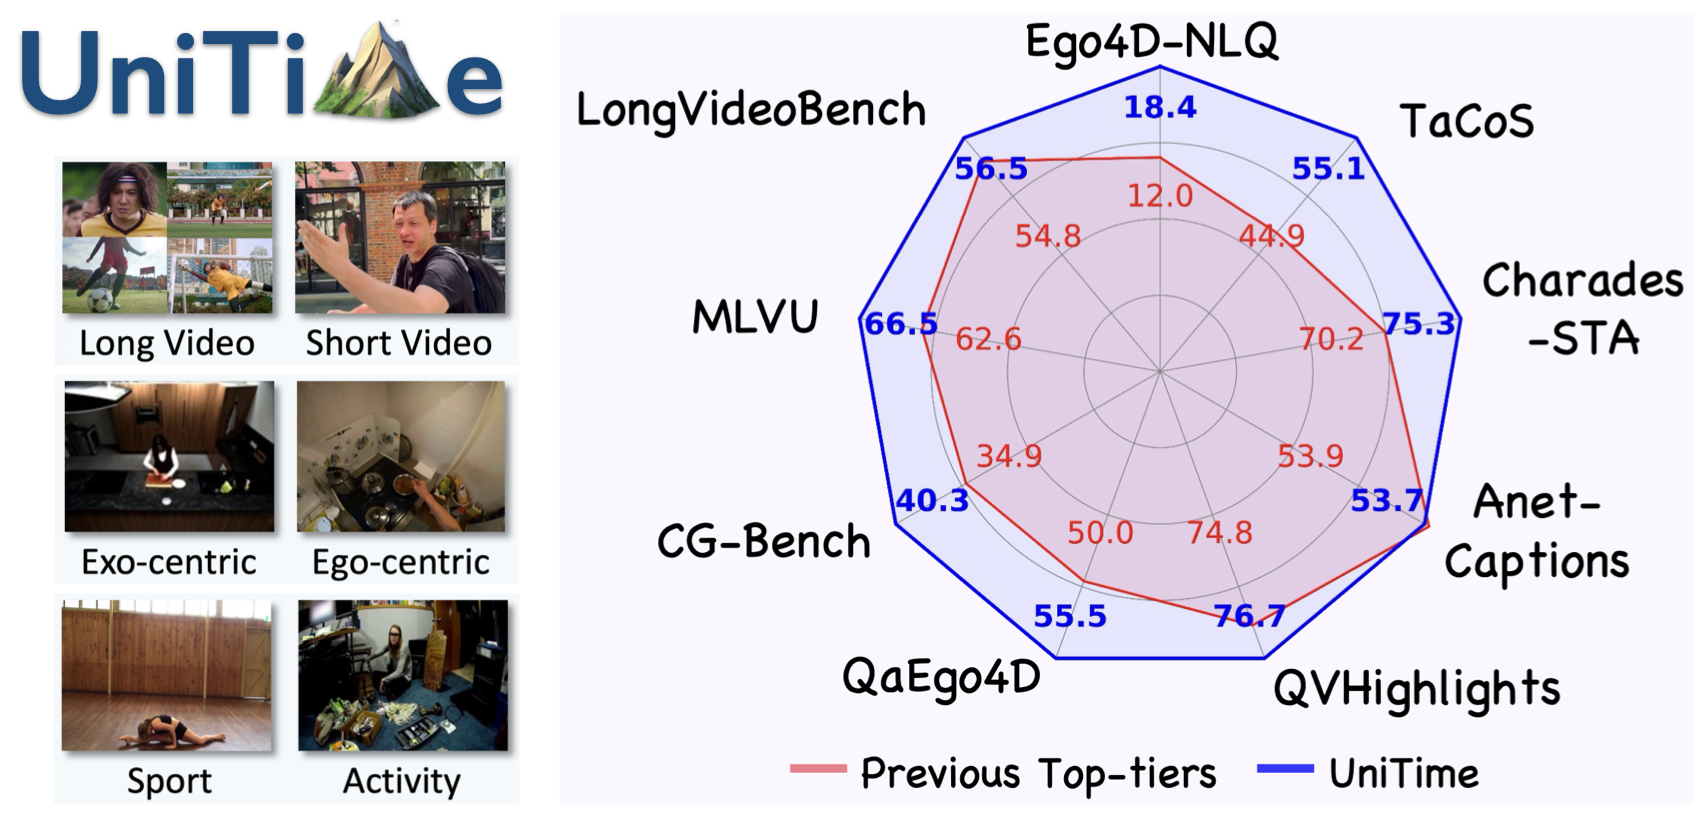 UniTime
Long Video
Short Video
Exo-centric
Ego-centric
Sport
Activity
Ego4D-NLQ
LongVideoBench
TaCoS
18.4
56.5
55.1
12.0
54.8
44.9
Charades
-STA
MLVU
66.5
62.6
70.2
75.3
34.9
53.9
40.3
53.7
Anet-
Captions
CG-Bench
50.0
74.8
55.5
76.7
QaEgo4D
QVHighlights
Previous Top-tiers
UniTime